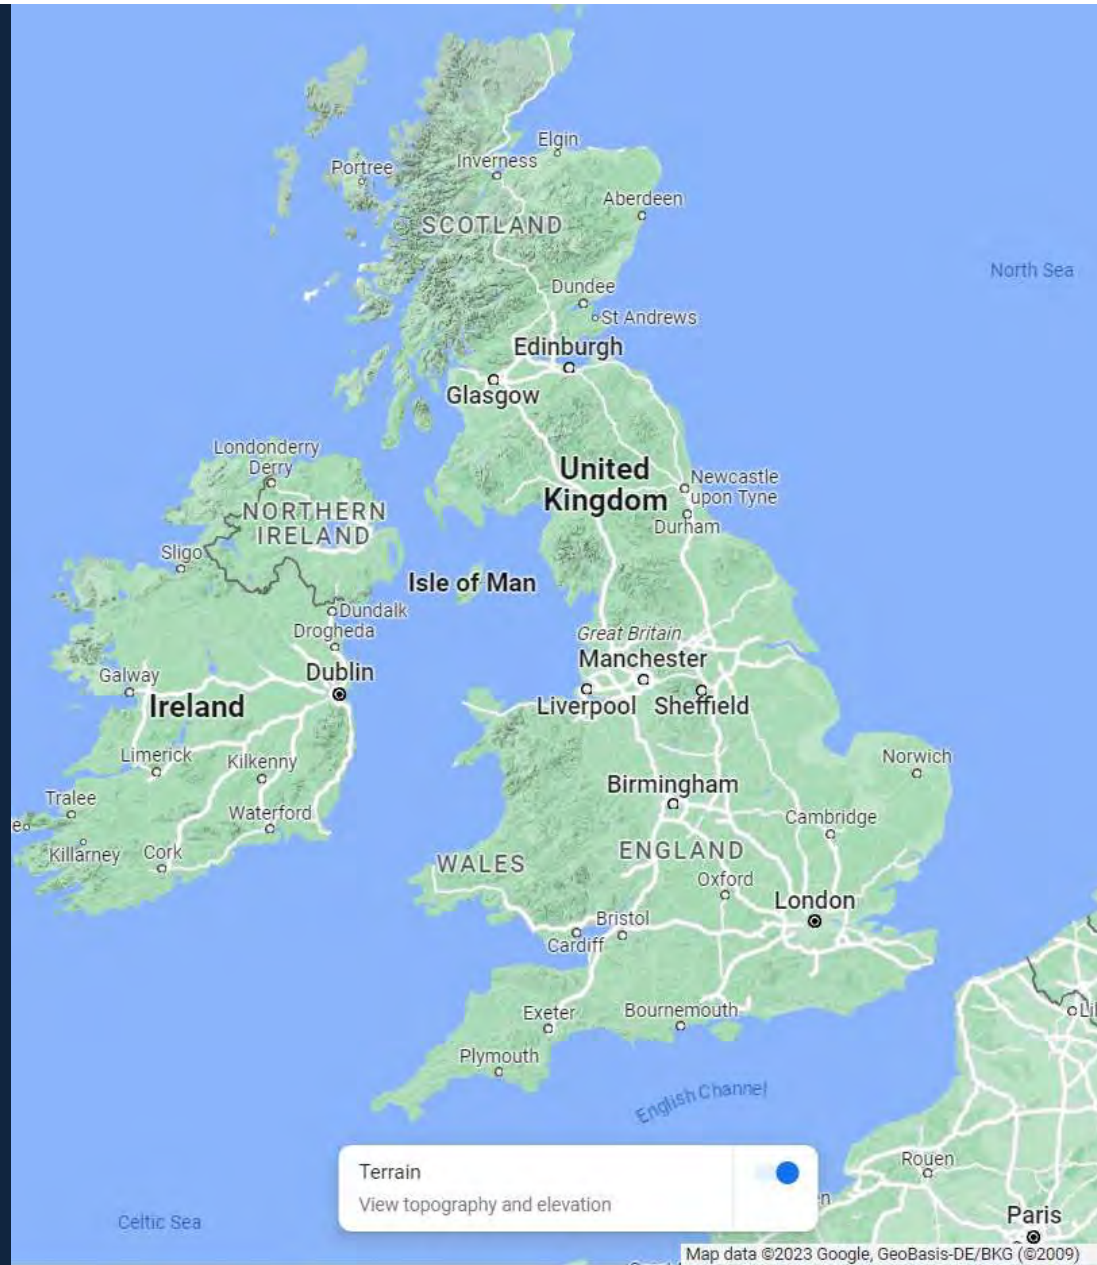 Elgin
Inverness
Portree
Aberdeen
SCOTLAND
North Sea
Dundee
St Andrews
Edinburgh
Glasgow
Londonderry
Derry
United
Kingdom
Newcastle
upon Tyne
NORTHERN
IRELAND
Durham
Sligo
Isle of Man
Dundalk
Drogheda
Great Britain
Manchester
Dublin
Galway
Ireland
Liverpool
Sheffield
Limerick
Kilkenny
Norwich
Birmingham
Tralee
Waterford
Cambridge
Killarney
Cork
WALES
ENGLAND
Oxford
London
Bristol
Cardiff
Exeter
Bournemouth
Plymouth
English Channel
Rouen
Terrain
View topography and elevation
Celtic Sea
Paris
Map data ©2023 Google, GeoBasis-DE/BKG (©2009)